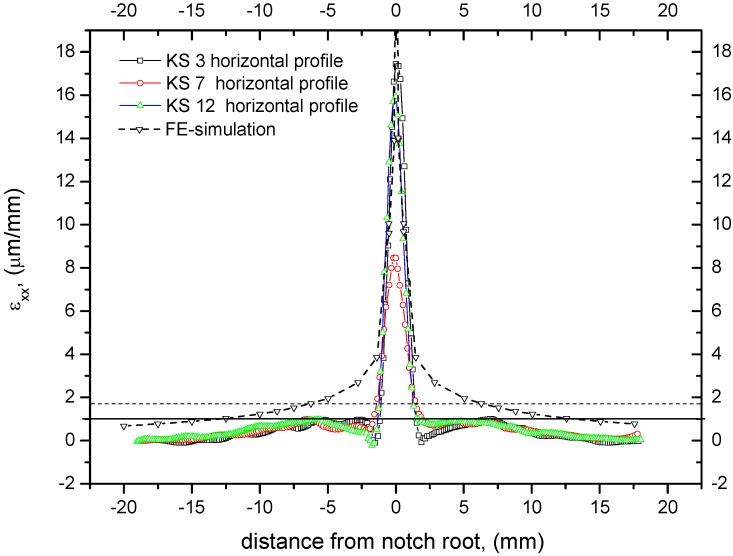 -20 -15 -10 -5 0 5 10 15 20
KS 3 horizontal profile
KS 7 horizontal profile
KS 12 horizontal profile
FE-simulation
18 18
16 16
14 14
12 12
10 10
8 8
6 6
4 4
2 2
0 0
-2 -2
εxx, (μm/mm)
-20 -15 -10 -5 0 5 10 15 20
distance from notch root, (mm)